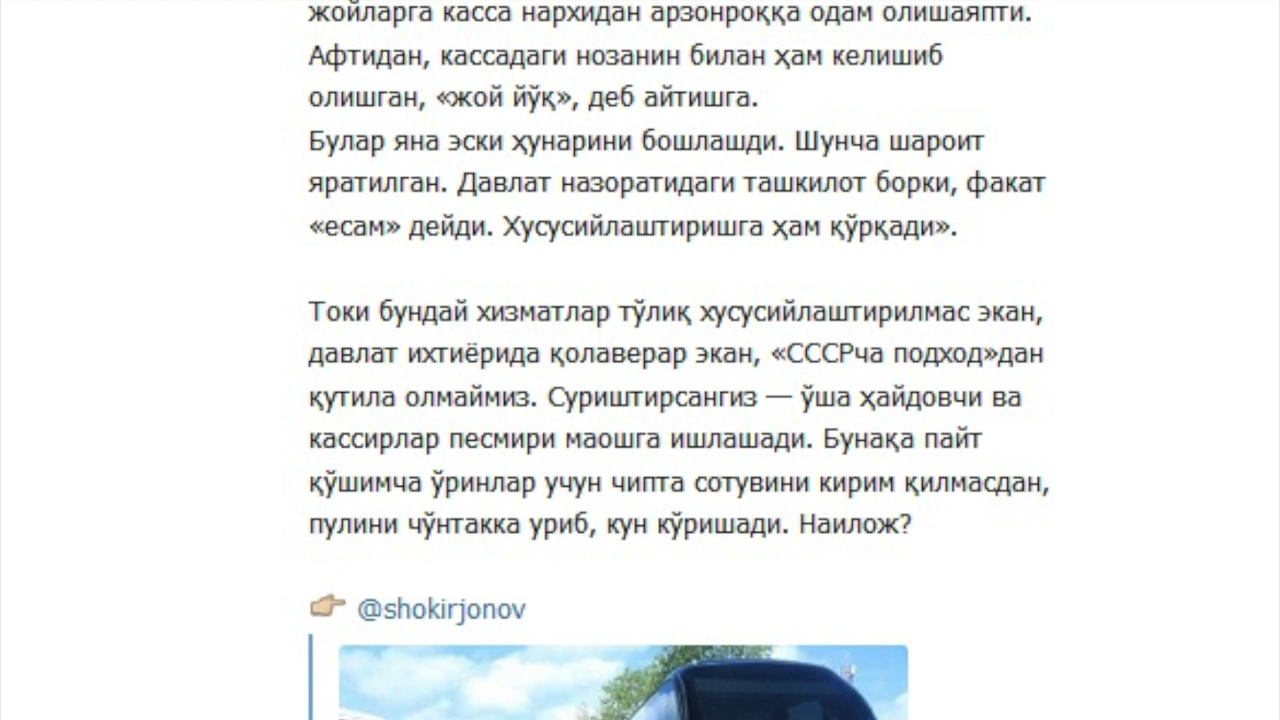 жойларга касса нархидан арзонроққа одам олишаяпти.
Афтидан, кассадаги нозанин билан ҳам келишиб
олишган, «жой йўқ», деб айтишга.
Булар яна эски ҳунарини бошлашди. Шунча шароит
яратилган. Давлат назоратидаги ташкилот борки, факат
«есам» дейди. Хусусийлаштиришга ҳам қўрқади».
Токи бундай хизматлар тўлиқ хусусийлаштирилмас экан,
давлат ихтиёрида қолаверар экан, «СССРча подход»дан
қутила олмаймиз. Суриштирсангиз — ўша ҳайдовчи ва
кассирлар песмири маошга ишлашади. Бунақа пайт
қўшимча ўринлар учун чипта сотувини кирим қилмасдан,
пулини чўнтакка уриб, кун кўришади. Наилож?
👉🏼 @shokirjonov